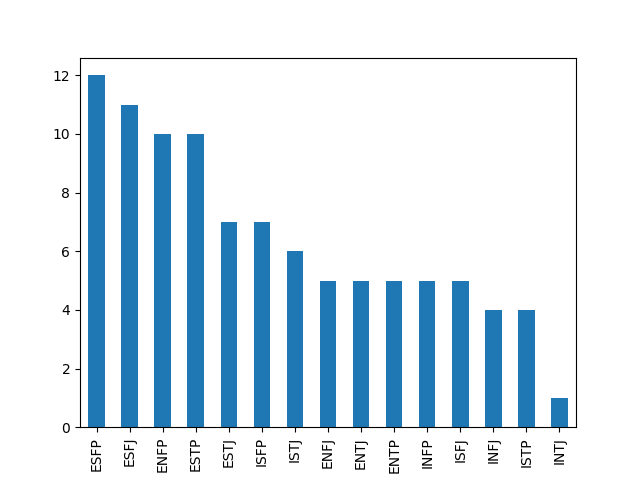 12
10
8
6
4
2
0
ESFP
ESFJ
ENFP
ESTP
ESTJ
ISFP
ISTJ
ENFJ
ENTJ
ENTP
INFP
ISFJ
INFJ
ISTP
INTJ